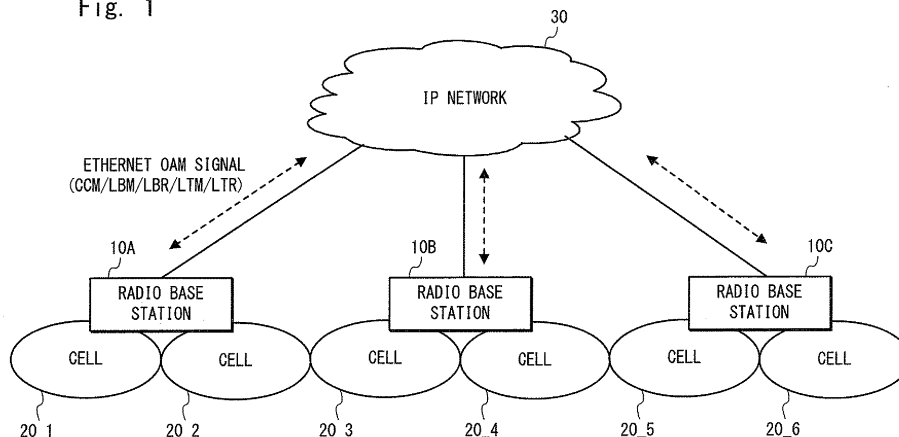 Fig. 1
30
IP NETWORK
ETHERNET OAM SIGNAL
(CCM/LBM/LBR/LTM/LTR)
10A
10B
10C
RADIO BASE
STATION
RADIO BASE
STATION
RADIO BASE
STATION
CELL
CELL
CELL
CELL
CELL
CELL
20_1
20_2
20_3
20_4
20_5
20_6